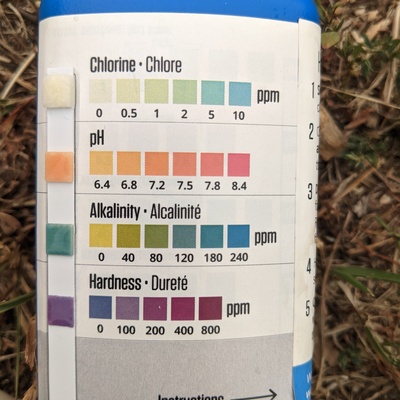 Chlorine • Chlore
ppm
0 0.5 1 2 5 10
pH
6.4 6.8 7.2 7.5 7.8 8.4
Alkalinity • Alcalinité
ppm
0 40 80 120 180 240
Hardness • Dureté
ppm
0 100 200 400 800
Instructions
1
2
3
4
5